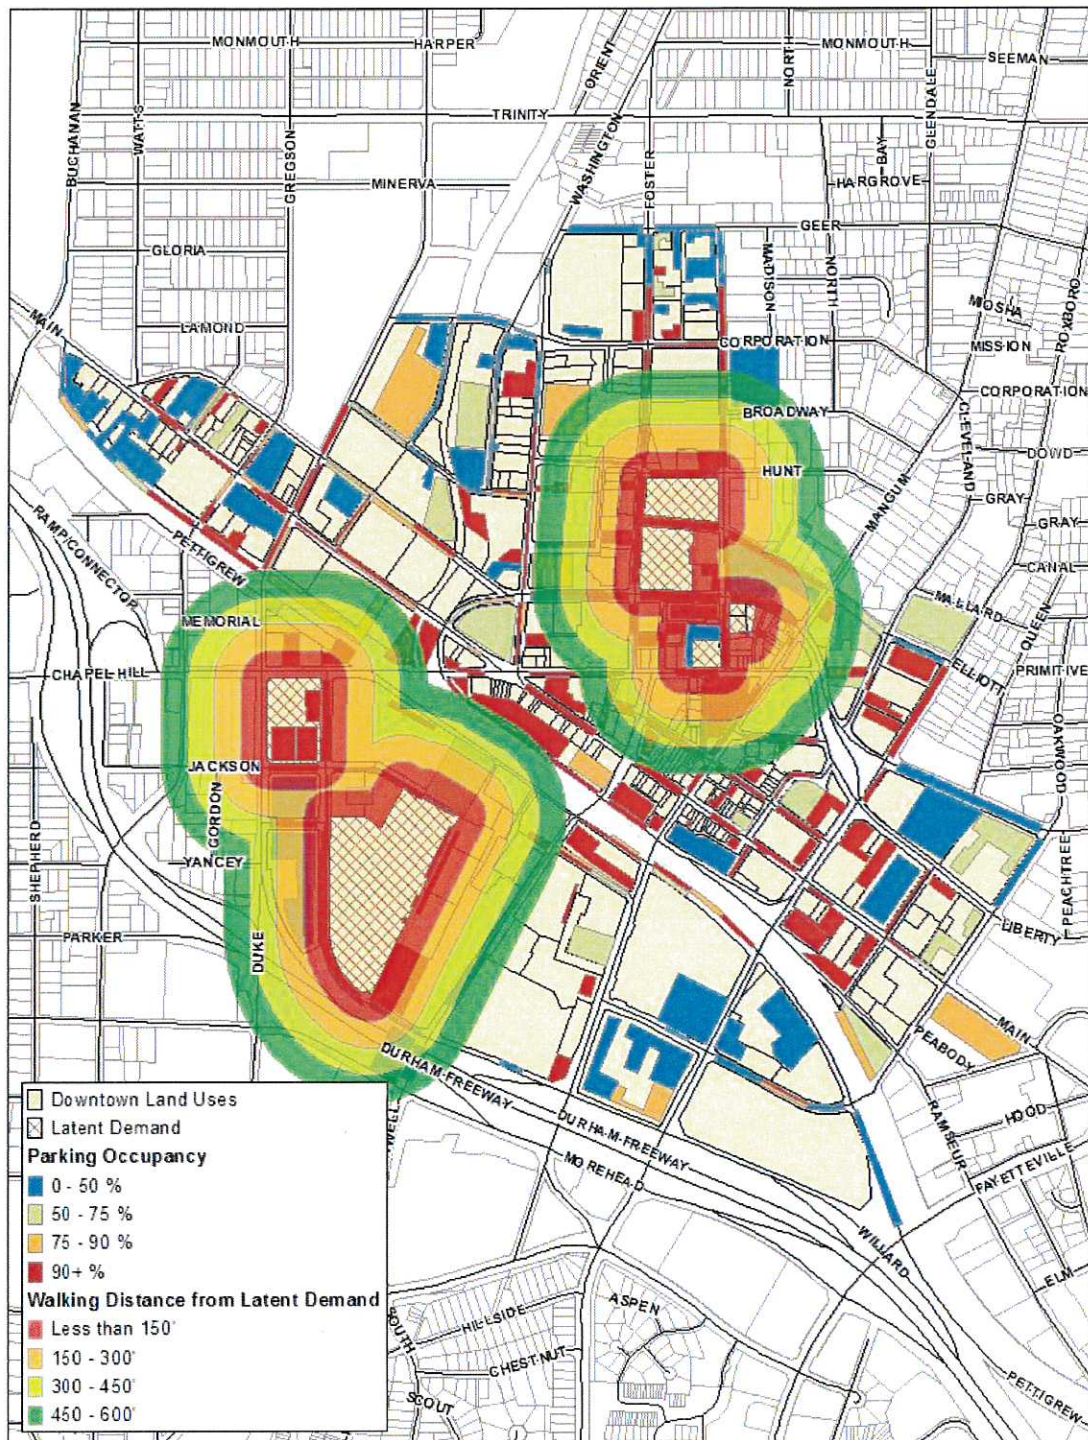 MONMOUTH
HARPER
MONMOUTH
SEEMAN
BUCHANAN
WATTS
GREGSON
ORIENT
WASHINGTON
NORTH
GLENDALE
TRINITY
FOSTER
BAY
MINERVA
HARGROVE
GLORIA
GEER
MADISON
NORTH
ROXBORO
MAIN
LAMOND
MIOSHA
CORPORATION
MISSION
CORPORATION
BROADWAY
CLEVELAND
DOWD
HUNT
GRAY
MANGUM
GRAY
RAMP/CONNECTOR
PETTIGREW
CANAL
MALLARD
QUEEN
MEMORIAL
CHAPEL-HILL
ELLIOTT
PRIMITIVE
OAKWOOD
JACKSON
GORDON
SHEPHERD
YANCEY
PEACHTREE
PARKER
DUKE
LIBERTY
MAIN
PEABODY
DURHAM-FREEWAY
DURHAM-FREEWAY
MOREHEAD
RAMSEUR
HOOD
FAYETTEVILLE
WILLARD
ELM
Downtown Land Uses
Latent Demand
Parking Occupancy
0 - 50 %
50 - 75 %
75 - 90 %
90+ %
Walking Distance from Latent Demand
Less than 150'
150 - 300'
300 - 450'
450 - 600'
ASPEN
HILLSIDE
SOUTH
CHESTNUT
SCOUT
PETTIGREW